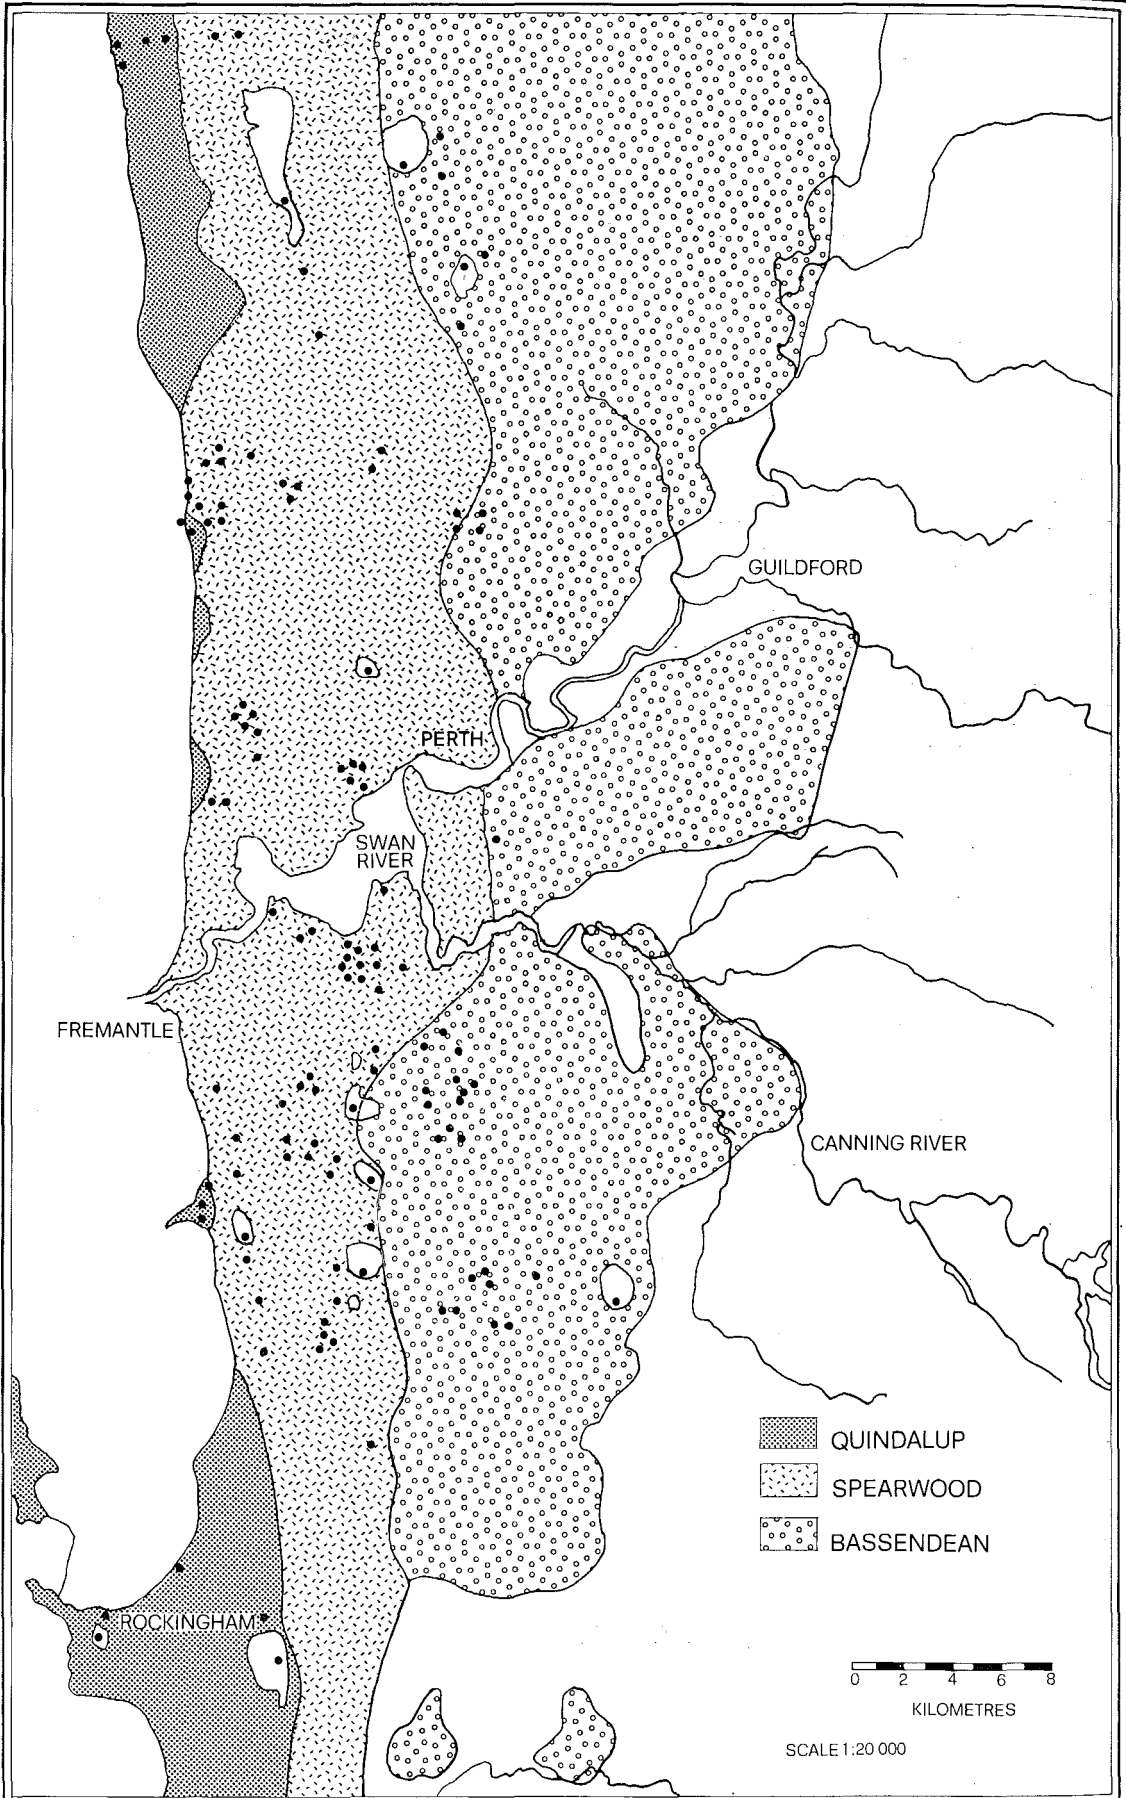 GUILDFORD
PERTH
SWAN
RIVER
FREMANTLE
CANNING RIVER
QUINDALUP
SPEARWOOD
BASSENDEAN
ROCKINGHAM
0 2 4 6 8
KILOMETRES
SCALE 1:20 000